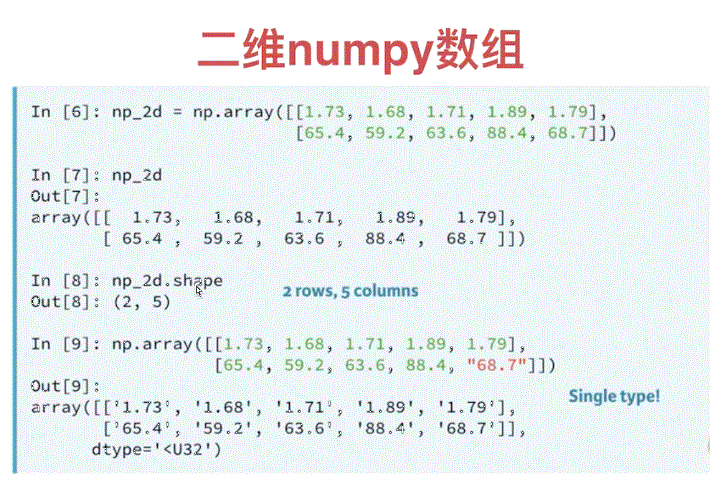 二维numpy数组
In [6]: np_2d = np.array([[1.73, 1.68, 1.71, 1.89, 1.79],
[65.4, 59.2, 63.6, 88.4, 68.7]])
In [7]: np_2d
Out[7]:
array([[ 1.73, 1.68, 1.71, 1.89, 1.79],
[ 65.4 , 59.2 , 63.6 , 88.4 , 68.7 ]])
In [8]: np_2d.shape
Out[8]: (2, 5)
2 rows, 5 columns
In [9]: np.array([[1.73, 1.68, 1.71, 1.89, 1.79],
[65.4, 59.2, 63.6, 88.4, "68.7"]])
Out[9]:
array([['1.73', '1.68', '1.71', '1.89', '1.79'],
['65.4', '59.2', '63.6', '88.4', '68.7']],
dtype='<U32')
Single type!